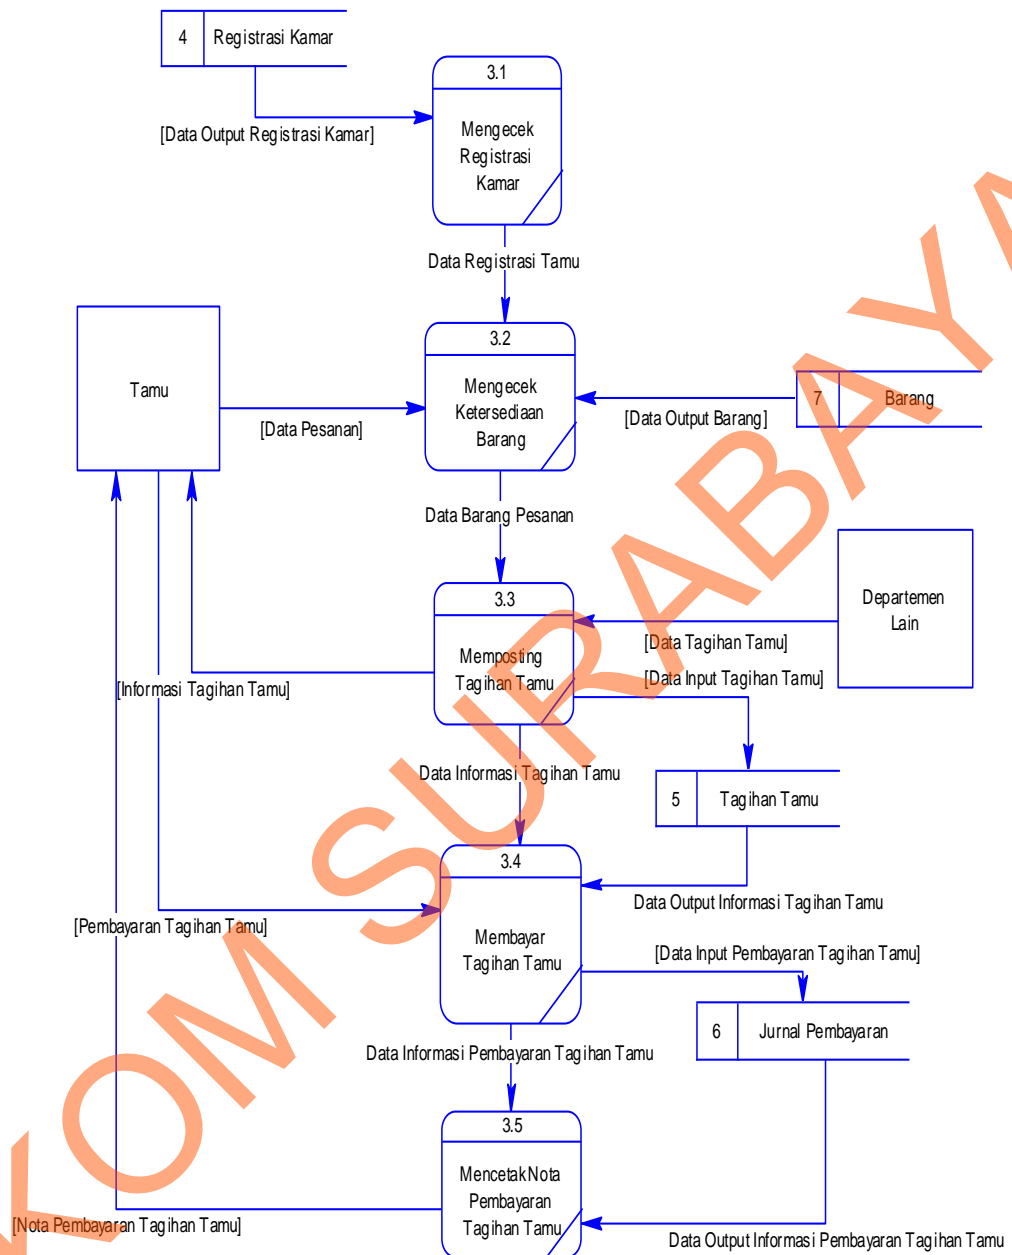 4 Registrasi Kamar
3.1
[Data Output Registrasi Kamar]
Mengecek
Registrasi
Kamar
Data Registrasi Tamu
3.2
Tamu
Mengecek
Ketersediaan
Barang
7 Barang
[Data Pesanan]
[Data Output Barang]
Data Barang Pesanan
3.3
Departemen
Lain
Memposting
Tagihan Tamu
[Data Tagihan Tamu]
[Data Input Tagihan Tamu]
[Informasi Tagihan Tamu]
Data Informasi Tagihan Tamu
5 Tagihan Tamu
3.4
Data Output Informasi Tagihan Tamu
[Pembayaran Tagihan Tamu]
Membayar
Tagihan Tamu
[Data Input Pembayaran Tagihan Tamu]
6 Jurnal Pembayaran
Data Informasi Pembayaran Tagihan Tamu
3.5
Mencetak Nota
Pembayaran
Tagihan Tamu
[Nota Pembayaran Tagihan Tamu]
Data Output Informasi Pembayaran Tagihan Tamu
KOM SURABAYA